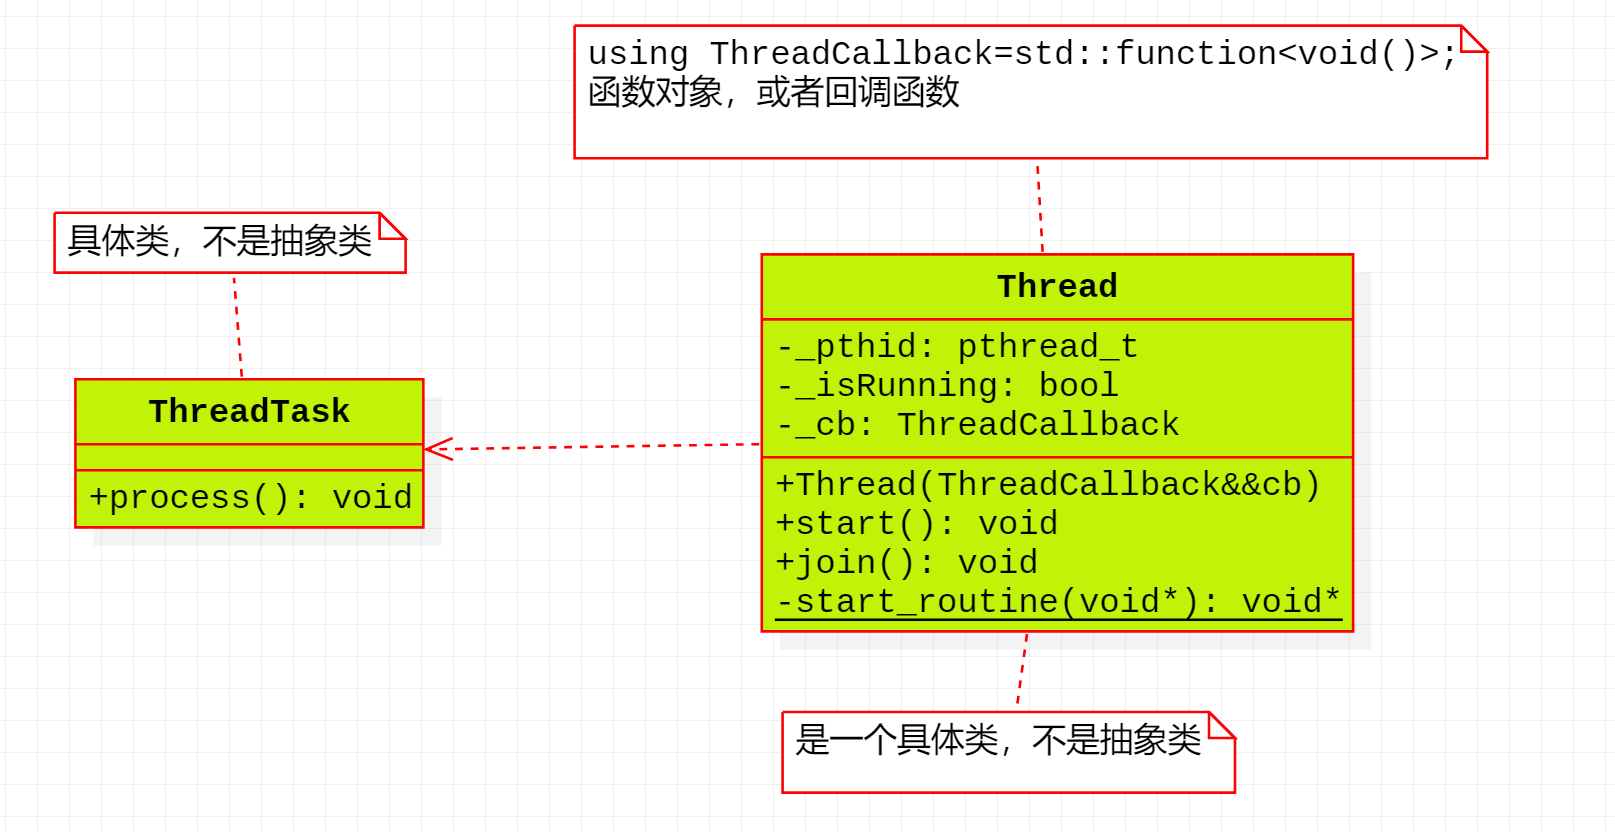 using ThreadCallback=std::function<void()>;
函数对象，或者回调函数
具体类，不是抽象类
ThreadTask
+process(): void
Thread
-_pthid: pthread_t
-_isRunning: bool
-_cb: ThreadCallback
+Thread(ThreadCallback&&cb)
+start(): void
+join(): void
-start_routine(void*): void*
是一个具体类，不是抽象类